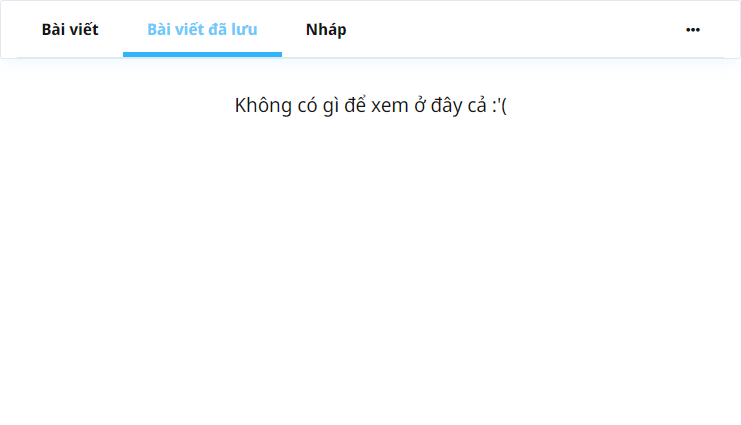 Bài viết Bài viết đã lưu Nháp •••
Không có gì để xem ở đây cả :'(